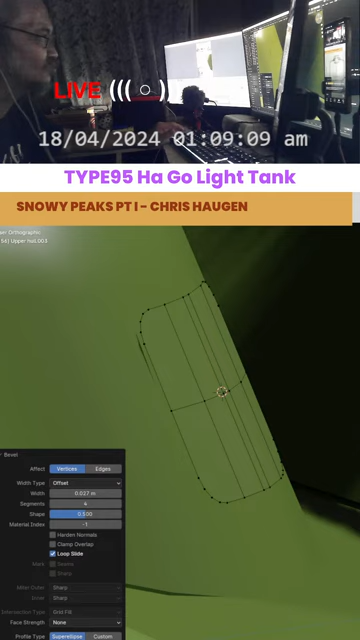 LIVE ((( o )
18/04/2024 01:09:09 am
TYPE95 Ha Go Light Tank
SNOWY PEAKS PT I - CHRIS HAUGEN
Orthographic
56) Upper hull.003
Bevel
Affect Vertices Edges
Width Type Offset
Width 0.027 m
Segments 4
Shape 0.500
Material Index -1
Harden Normals
Clamp Overlap
Loop Slide
Mark Seams
Sharp
Miter Outer Sharp
Inner Sharp
Intersection Type Grid Fill
Face Strength None
Profile Type Superellipse Custom